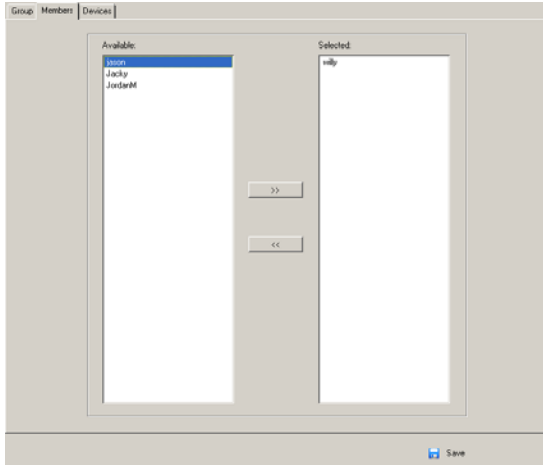 Group Members Devices
Available: Selected:
jason willy
Jacky
JordanM
>>
<<
Save